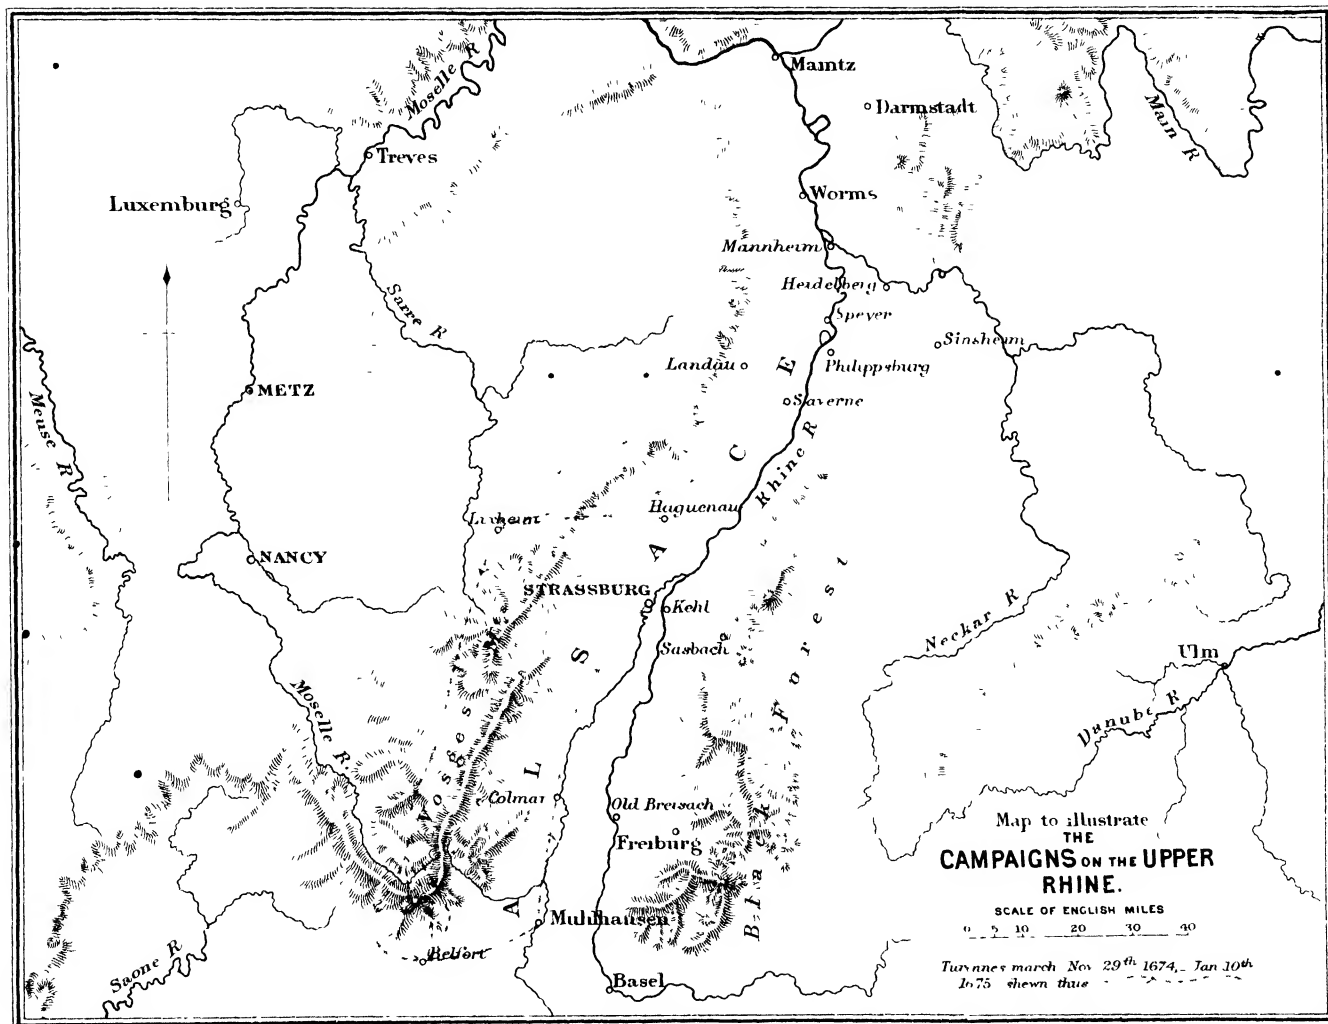 Moselle R
Maintz
Darmstadt
Main R
Treves
Luxemburg
Worms
Mannheim
Heidelberg
Sarre R
Speyer
Sinsheim
Landau
Philippsburg
METZ
Saverne
Meuse R
Rhine R
Haguenau
NANCY
STRASSBURG
Kehl
Sasbach
Neckar R
Ulm
Moselle R.
Danube R
Vosges Mts
ALSACE
Black Forest
Colmar
Old Breisach
Freiburg
Muhlhausen
Belfort
Saone R
Basel
Map to illustrate
THE
CAMPAIGNS ON THE UPPER
RHINE.
SCALE OF ENGLISH MILES
0 5 10 20 30 40
Turennes march Nov 29th 1674,_ Jan 10th
1675 shewn thus